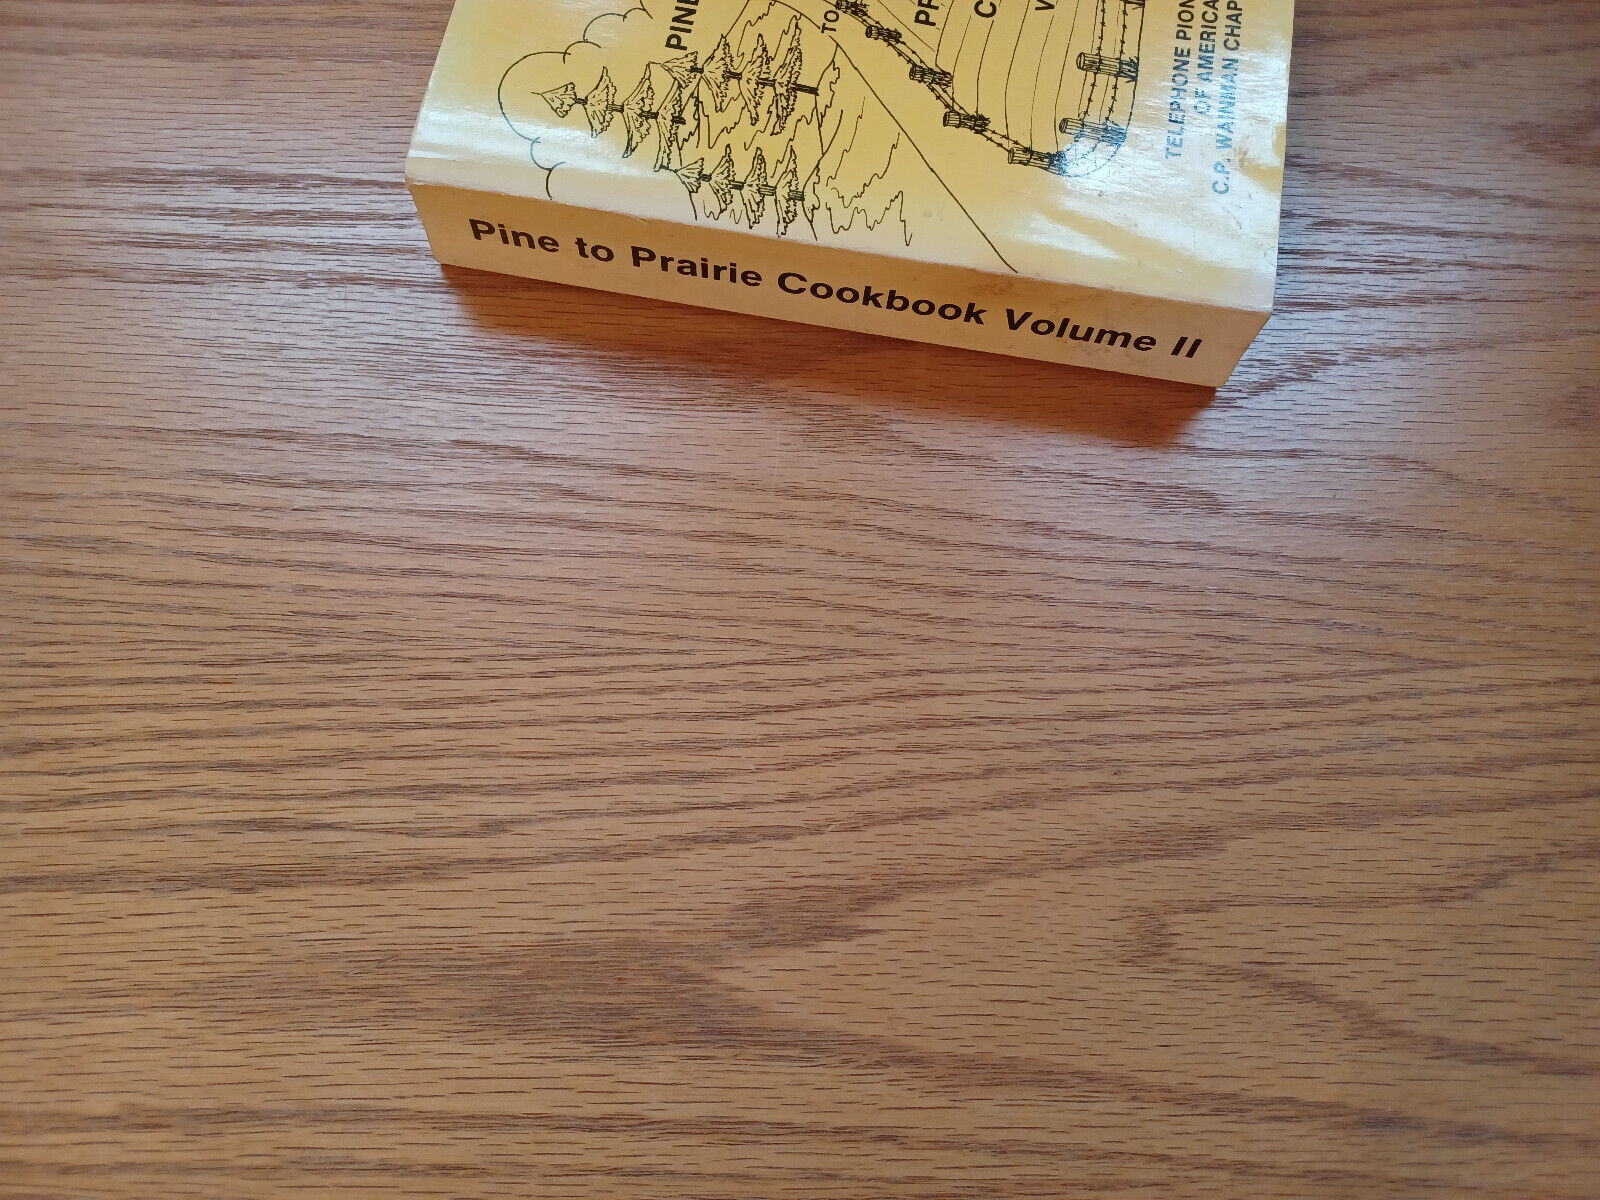 PINE
TO
PR
C
V
TELEPHONE PION
OF AMERICA
C.P. WAINMAN CHAP
Pine to Prairie Cookbook Volume II